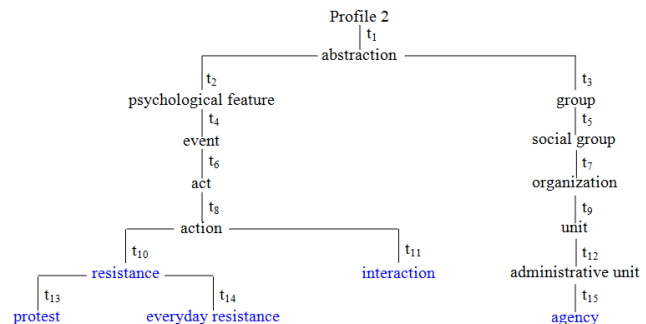 Profile 2
t1
abstraction
t2 t3
psychological feature group
t4 t5
event social group
t6 t7
act organization
t8 t9
action unit
t10 t11 t12
resistance interaction administrative unit
t13 t14 t15
protest everyday resistance agency